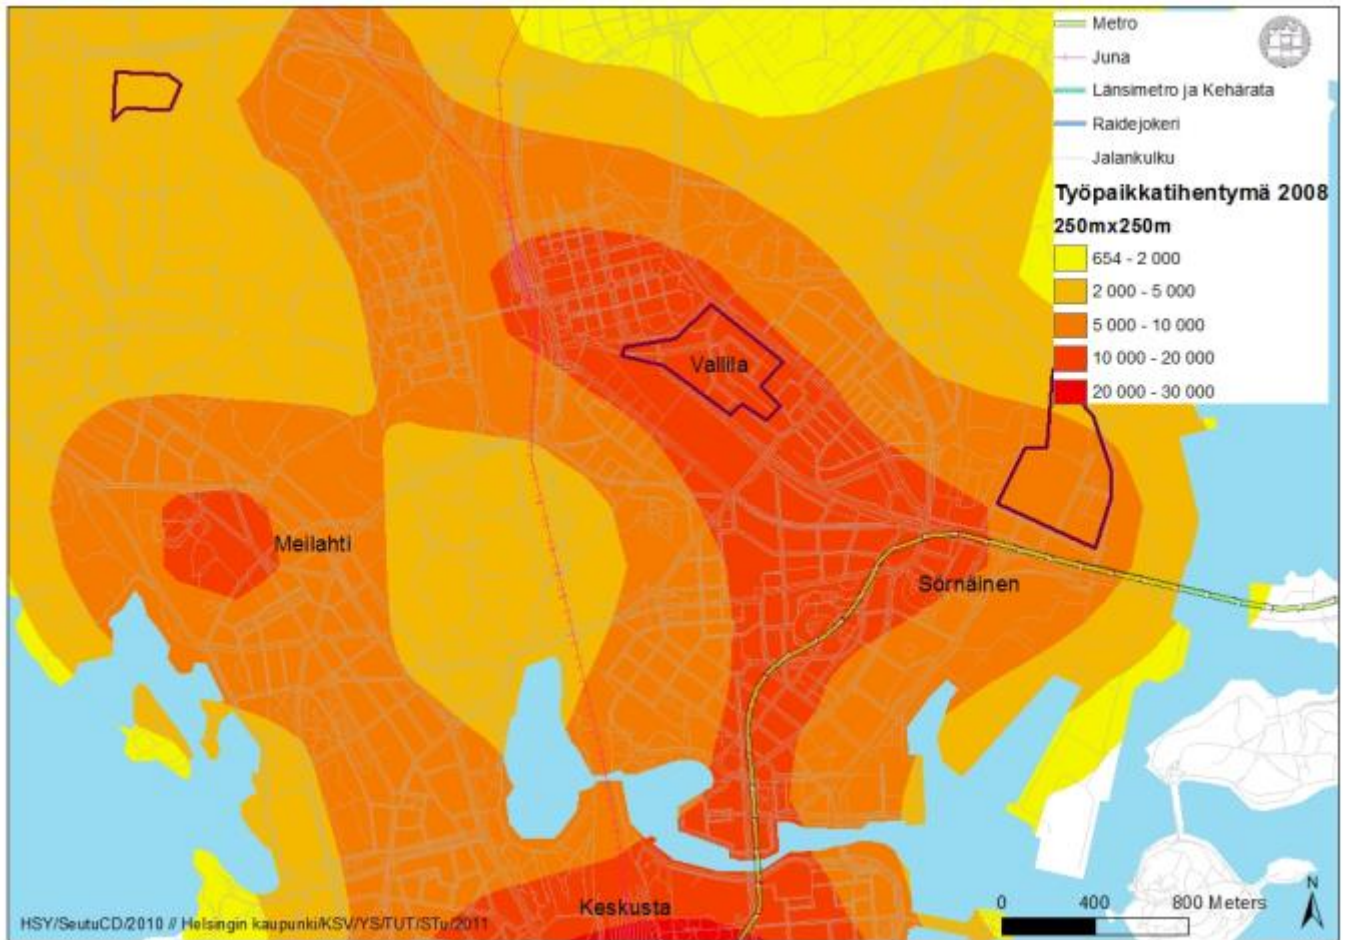 Metro
Juna
Länsimetro ja Kehärata
Raidejokeri
Jalankulku
Työpaikkatihentymä 2008
250mx250m
654 - 2 000
2 000 - 5 000
5 000 - 10 000
10 000 - 20 000
20 000 - 30 000
Vallila
Meilahti
Sörnäinen
Keskusta
0 400 800 Meters
N
HSY/SeutuCD/2010 // Helsingin kaupunki/KSV/YS/TUT/STu/2011